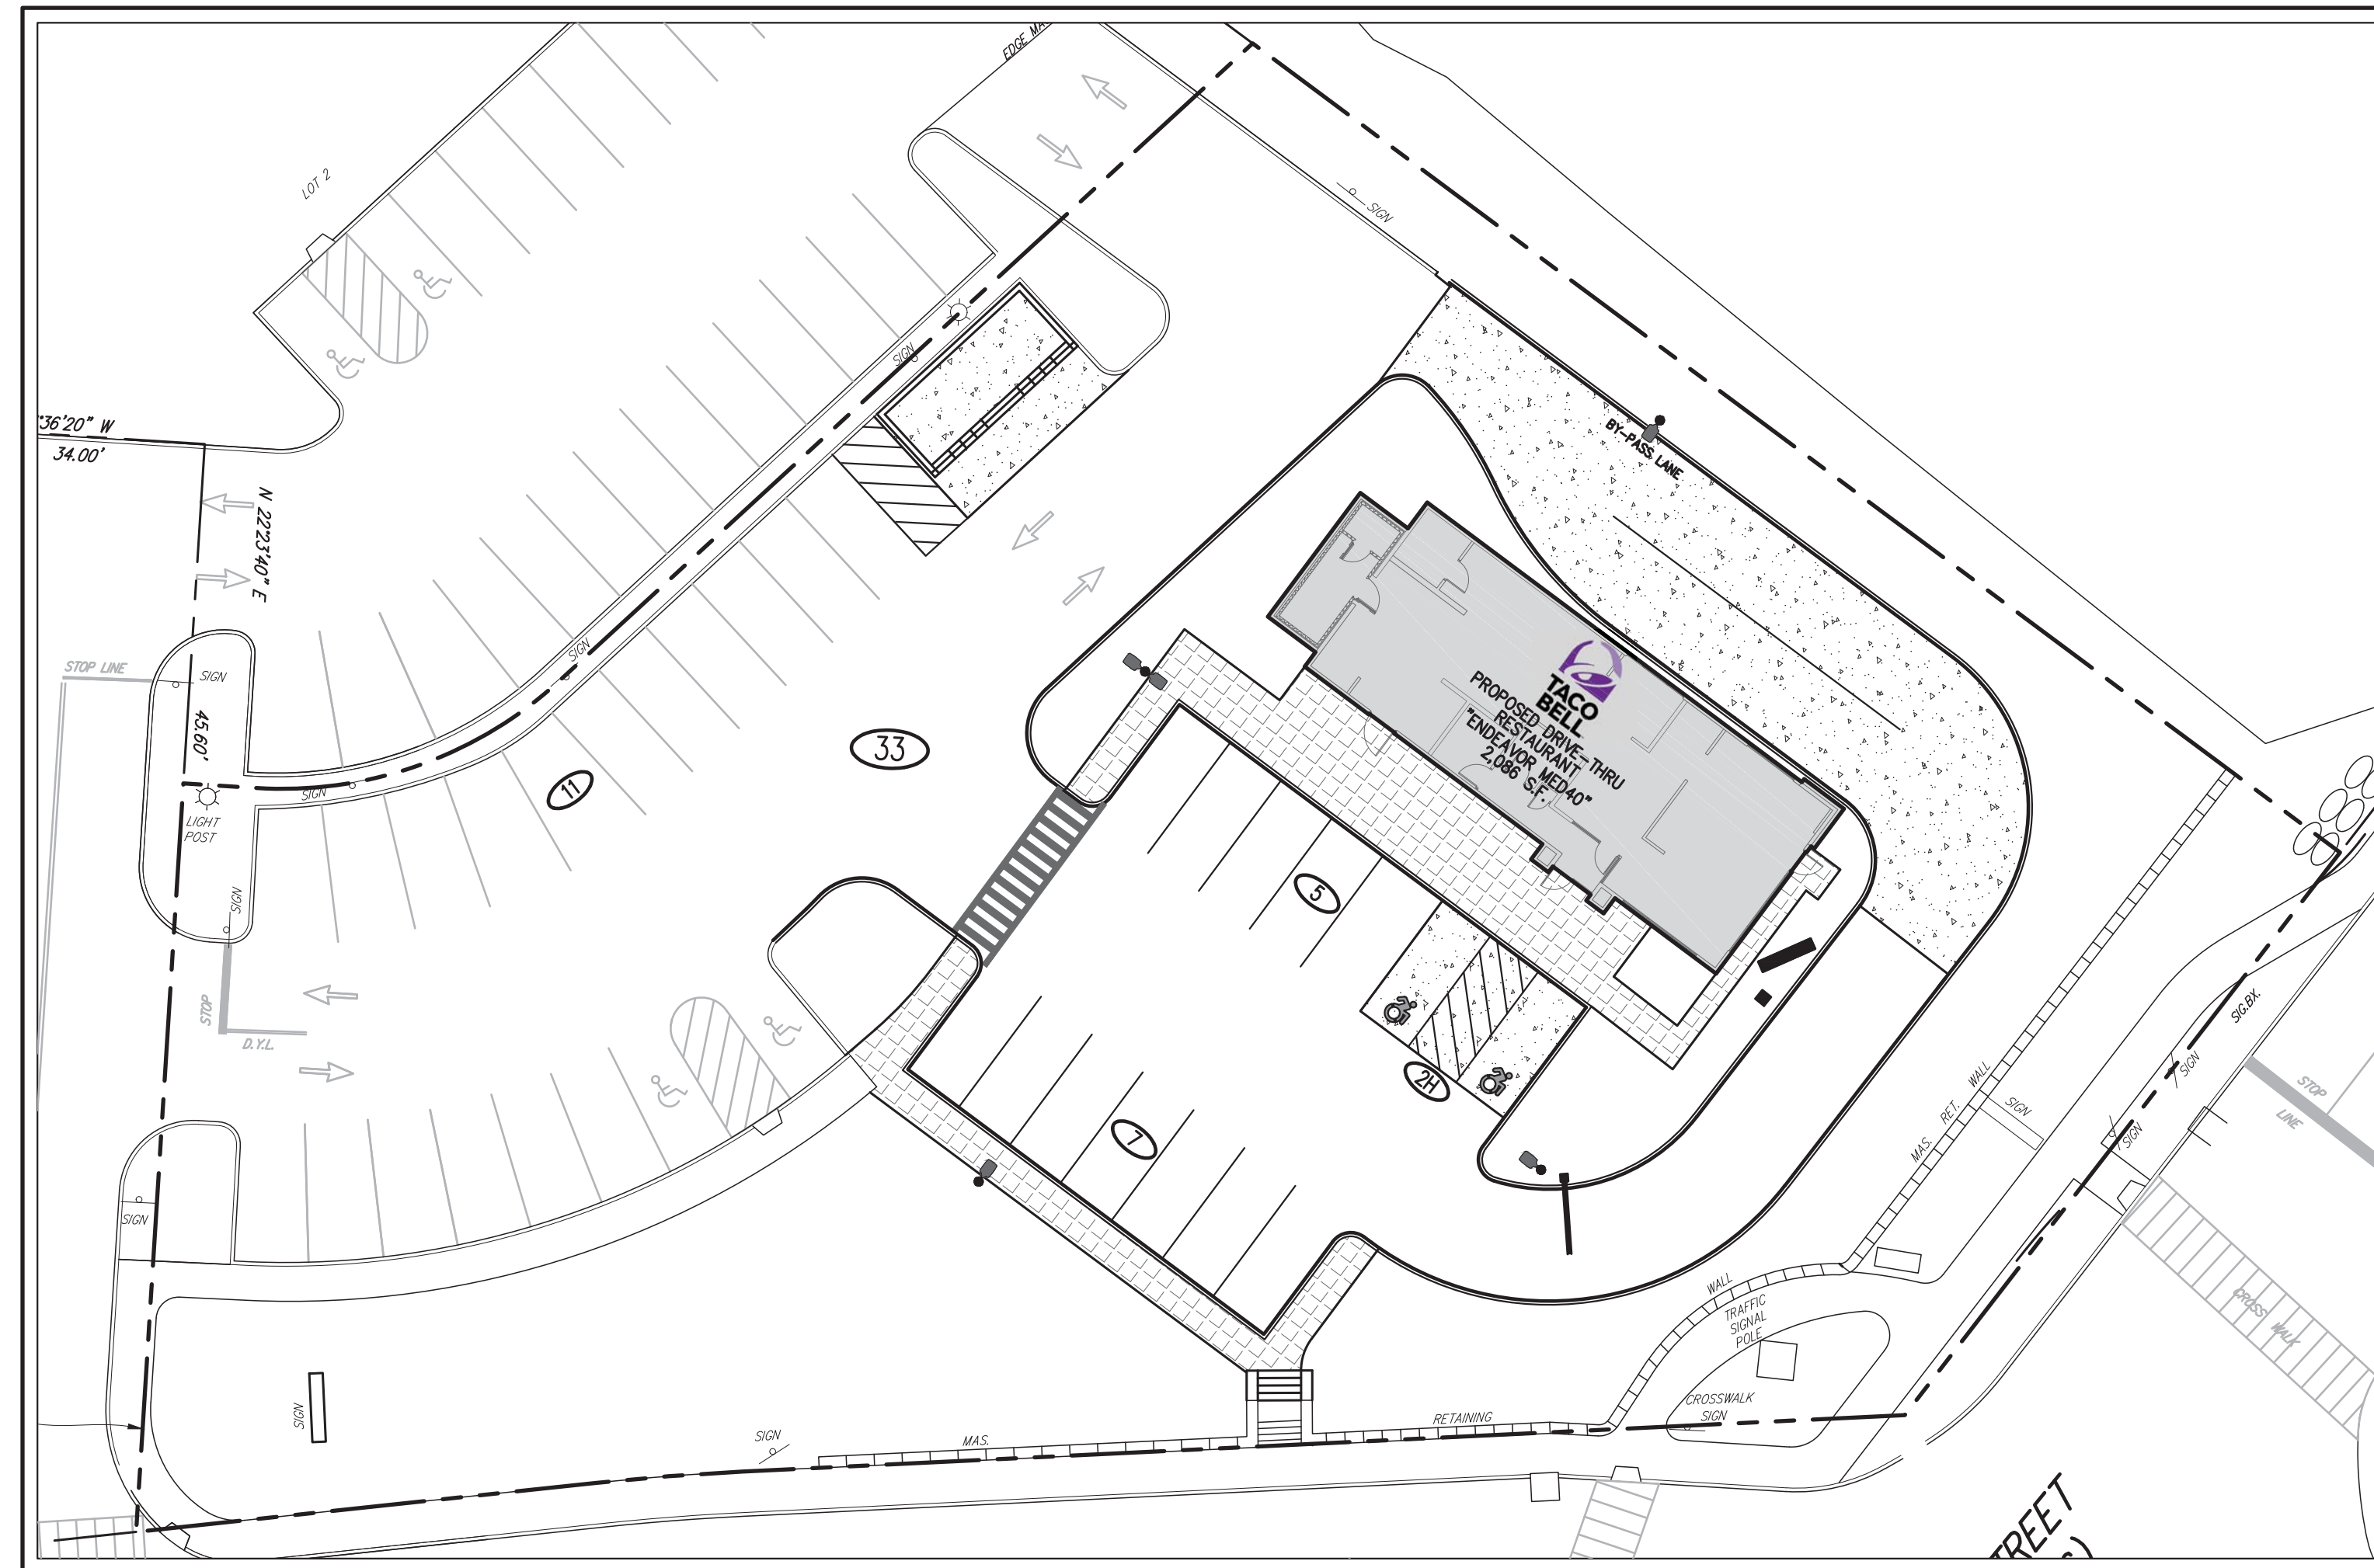 EDGE MA
LOT 2
SIGN
SIGN
°36'20" W
34.00'
N 22°23'40" E
BY-PASS LANE
TACO
BELL
PROPOSED DRIVE-THRU
RESTAURANT
"ENDEAVOR MED40"
2,086 S.F.
STOP LINE
SIGN
SIGN
45.60'
33
11
SIGN
LIGHT
POST
5
SIGN
STOP
D.Y.L.
SIG.BX.
SIGN
2H
7
WALL
RET.
MAS.
SIGN
SIGN
STOP
LINE
SIGN
WALL
TRAFFIC
SIGNAL
POLE
CROSS WALK
CROSSWALK
SIGN
SIGN
SIGN
MAS.
RETAINING
TREET